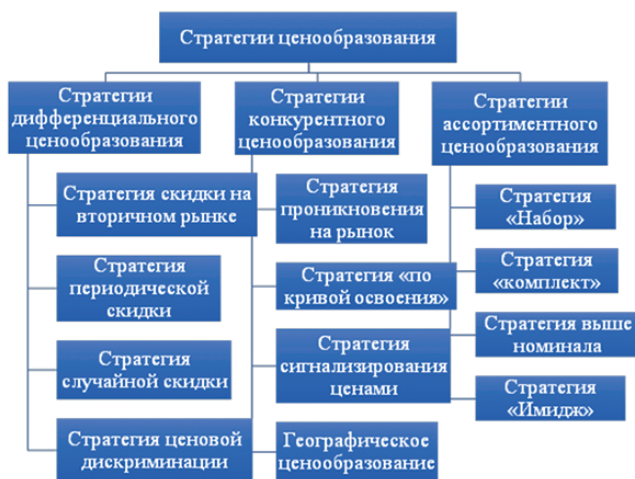 Стратегии ценообразования
Стратегии
дифференциального
ценообразования
Стратегия скидки на
вторичном рынке
Стратегия
периодической
скидки
Стратегия
случайной скидки
Стратегия ценовой
дискриминации
Стратегии
конкурентного
ценообразования
Стратегия
проникновения
на рынок
Стратегия «по
кривой освоения»
Стратегия
сигнализирования
ценами
Географическое
ценообразование
Стратегии
ассортиментного
ценообразования
Стратегия
«Набор»
Стратегия
«комплект»
Стратегия выше
номинала
Стратегия
«Имидж»